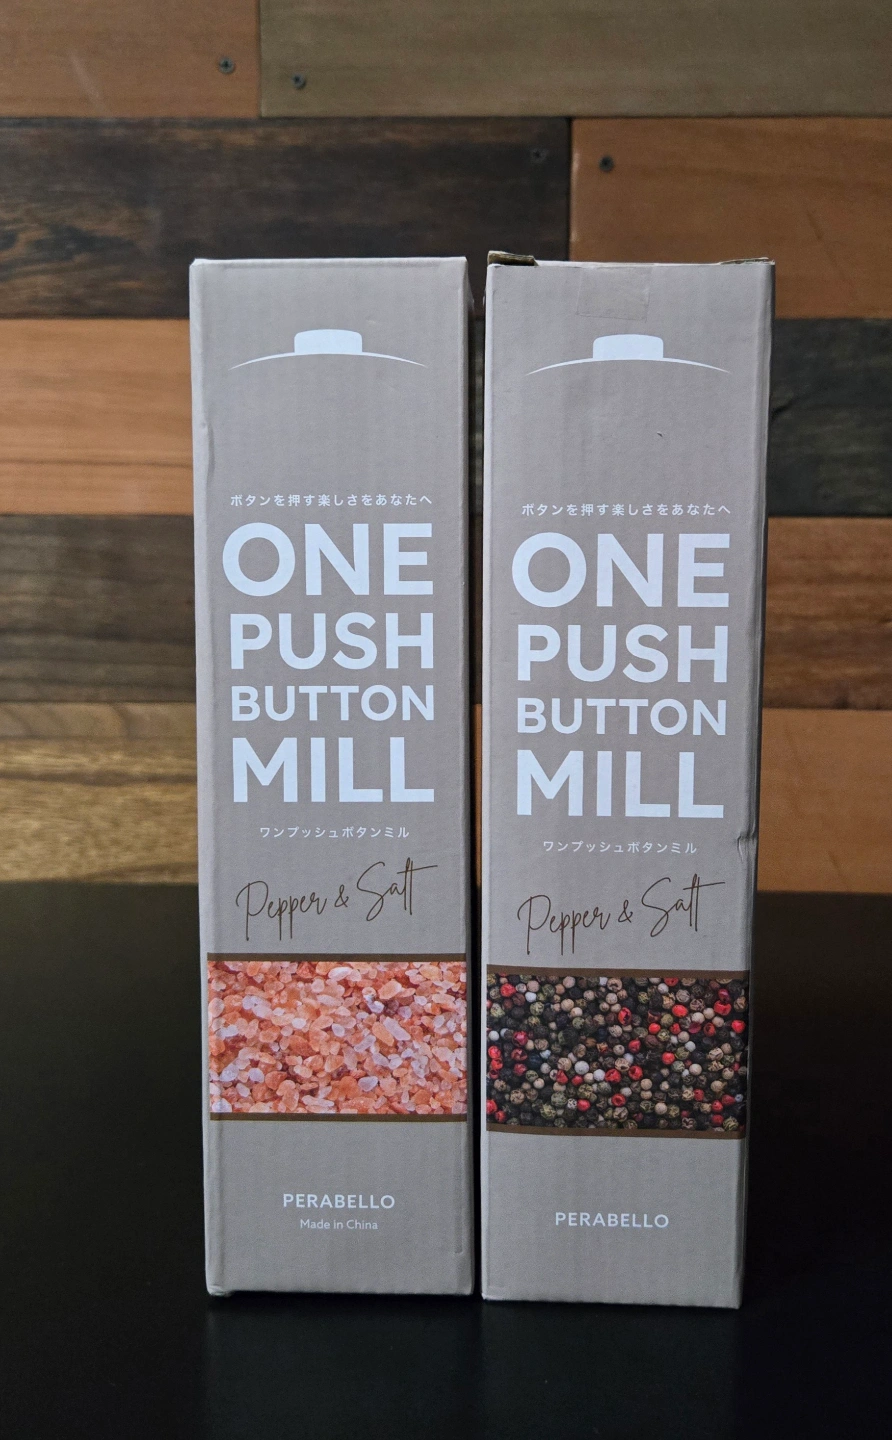 ボタンを押す楽しさをあなたへ
ONE
PUSH
BUTTON
MILL
ワンプッシュボタンミル
Pepper & Salt
PERABELLO
Made in China
ボタンを押す楽しさをあなたへ
ONE
PUSH
BUTTON
MILL
ワンプッシュボタンミル
Pepper & Salt
PERABELLO